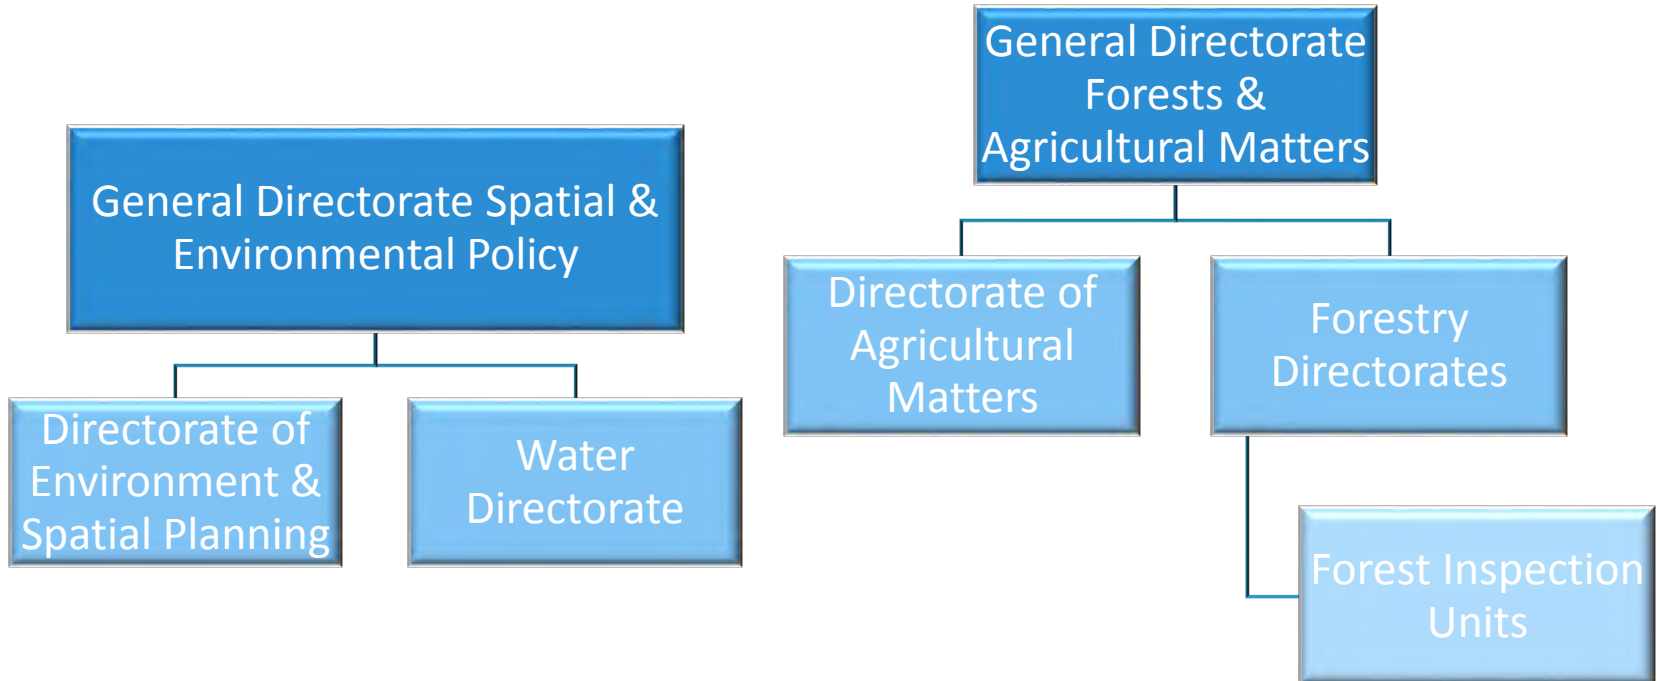 General Directorate Spatial &
Environmental Policy
Directorate of
Environment &
Spatial Planning
Water
Directorate
General Directorate
Forests &
Agricultural Matters
Directorate of
Agricultural
Matters
Forestry
Directorates
Forest Inspection
Units